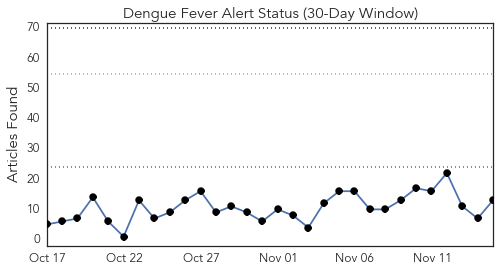 Dengue Fever Alert Status (30-Day Window)
Articles Found
70
60
50
40
30
20
10
0
Oct 17 Oct 22 Oct 27 Nov 01 Nov 06 Nov 11